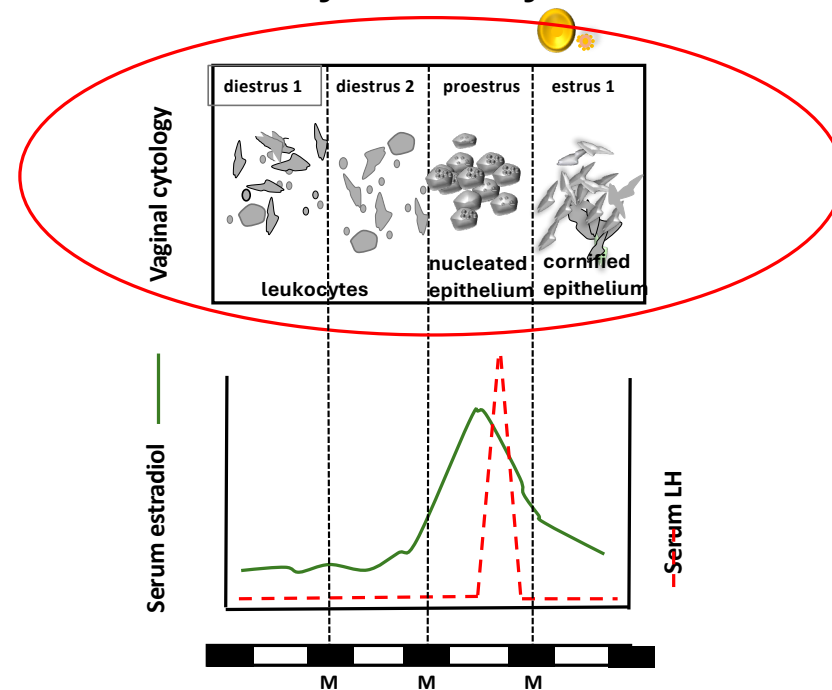 diestrus 1
diestrus 2
proestrus
estrus 1
Vaginal cytology
leukocytes
nucleated
epithelium
cornified
epithelium
Serum estradiol
Serum LH
M
M
M